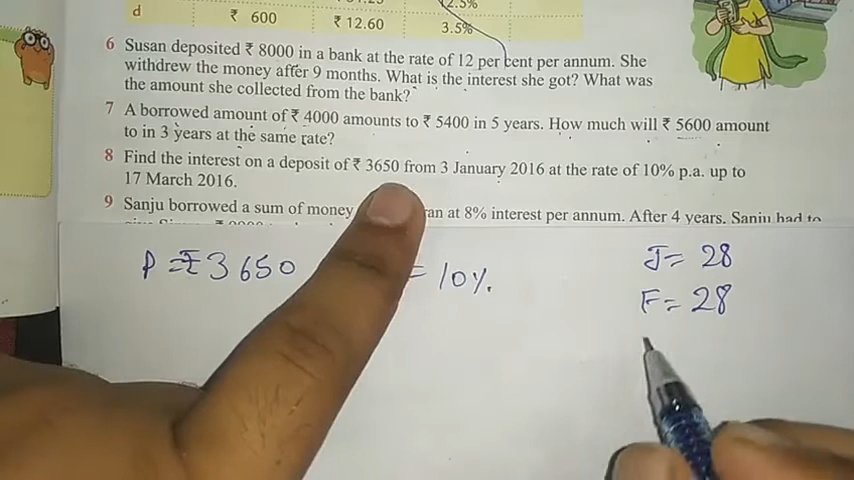 2.5%
d ₹ 600 ₹ 12.60 3.5%
6 Susan deposited ₹ 8000 in a bank at the rate of 12 per cent per annum. She
withdrew the money after 9 months. What is the interest she got? What was
the amount she collected from the bank?
7 A borrowed amount of ₹ 4000 amounts to ₹ 5400 in 5 years. How much will ₹ 5600 amount
to in 3 years at the same rate?
8 Find the interest on a deposit of ₹ 3650 from 3 January 2016 at the rate of 10% p.a. up to
17 March 2016.
9 Sanju borrowed a sum of money an at 8% interest per annum. After 4 years. Sanju had to
P = ₹ 3650 = 10%
J = 28
F = 28